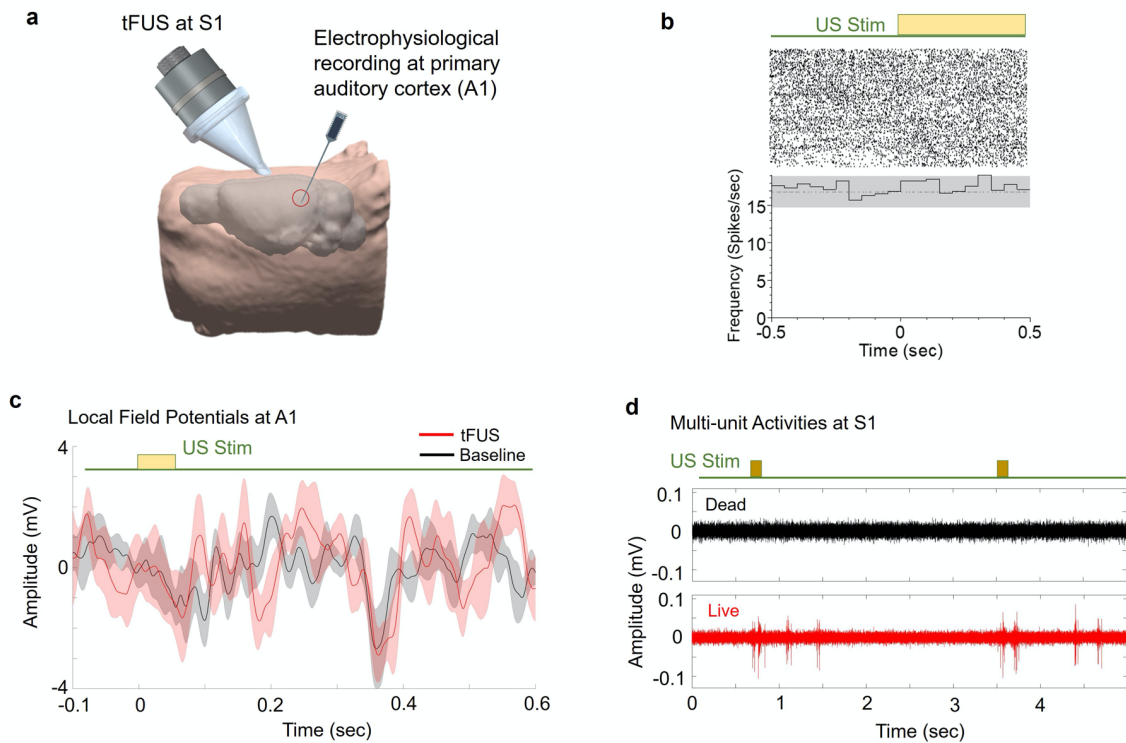 a
tFUS at S1
Electrophysiological
recording at primary
auditory cortex (A1)
b
US Stim
Frequency (Spikes/sec)
15
10
5
0
-0.5
0
0.5
Time (sec)
c
Local Field Potentials at A1
US Stim
tFUS
Baseline
Amplitude (mV)
4
0
-4
-0.1
0
0.2
0.4
0.6
Time (sec)
d
Multi-unit Activities at S1
US Stim
Amplitude (mV)
0.1
0
-0.1
Dead
0.1
0
-0.1
Live
0
1
2
3
4
Time (sec)